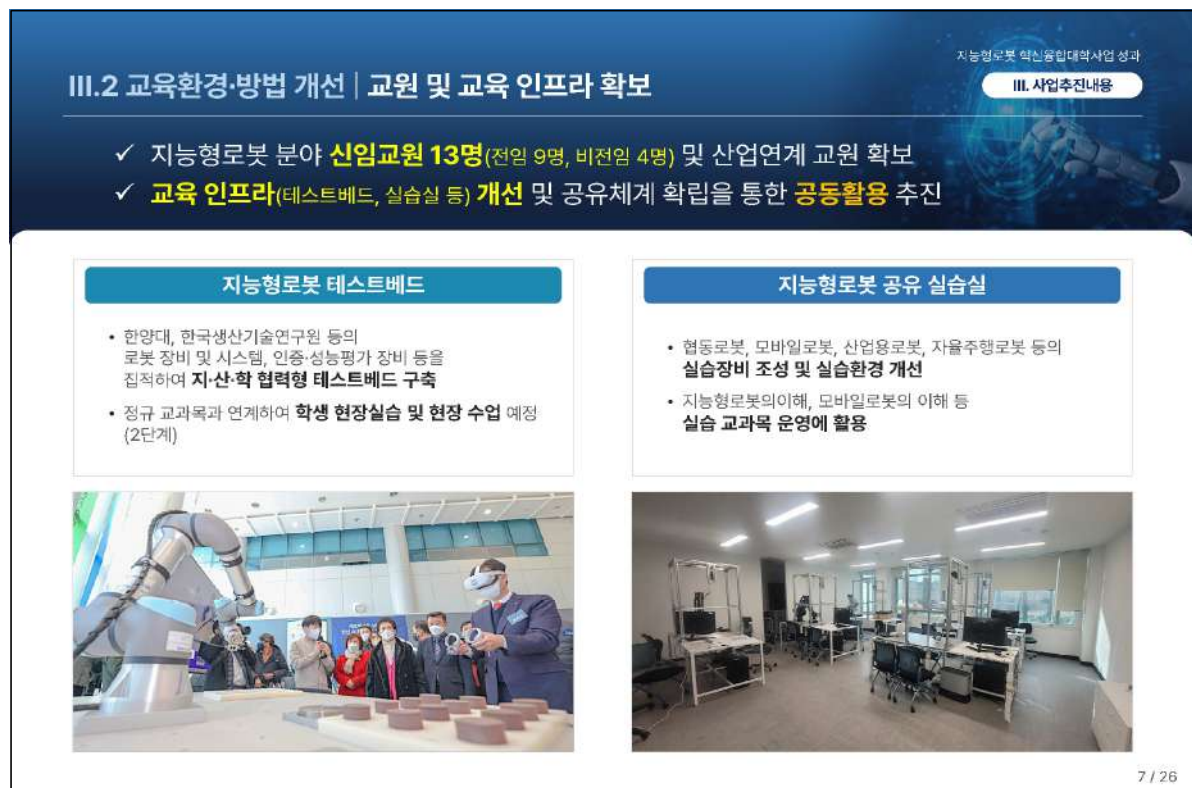 지능형로봇 혁신융합대학사업 성과
III. 사업추진내용
III.2 교육환경·방법 개선 | 교원 및 교육 인프라 확보
✓ 지능형로봇 분야 신임교원 13명(전임 9명, 비전임 4명) 및 산업연계 교원 확보
✓ 교육 인프라(테스트베드, 실습실 등) 개선 및 공유체계 확립을 통한 공동활용 추진
지능형로봇 테스트베드
• 한양대, 한국생산기술연구원 등의
로봇 장비 및 시스템, 인증·성능평가 장비 등을
집적하여 지·산·학 협력형 테스트베드 구축
• 정규 교과목과 연계하여 학생 현장실습 및 현장 수업 예정
(2단계)
지능형로봇 공유 실습실
• 협동로봇, 모바일로봇, 산업용로봇, 자율주행로봇 등의
실습장비 조성 및 실습환경 개선
• 지능형로봇의이해, 모바일로봇의 이해 등
실습 교과목 운영에 활용
7 / 26